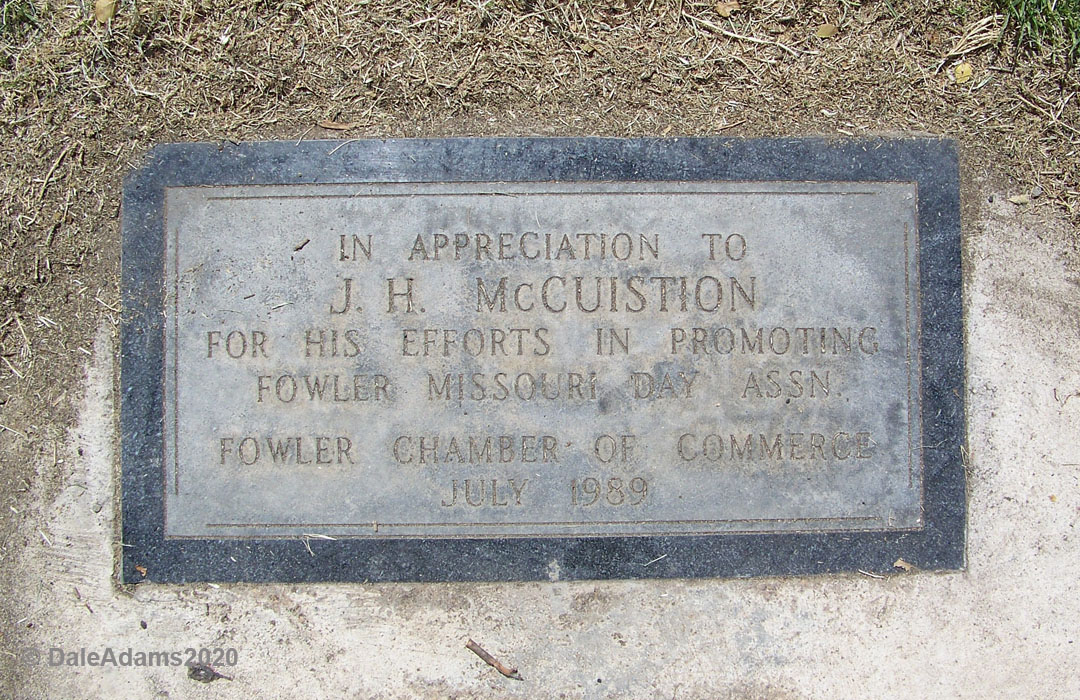 IN APPRECIATION TO
J. H. McCUISTION
FOR HIS EFFORTS IN PROMOTING
FOWLER MISSOURI DAY ASSN.
FOWLER CHAMBER OF COMMERCE
JULY 1989
© DaleAdams2020